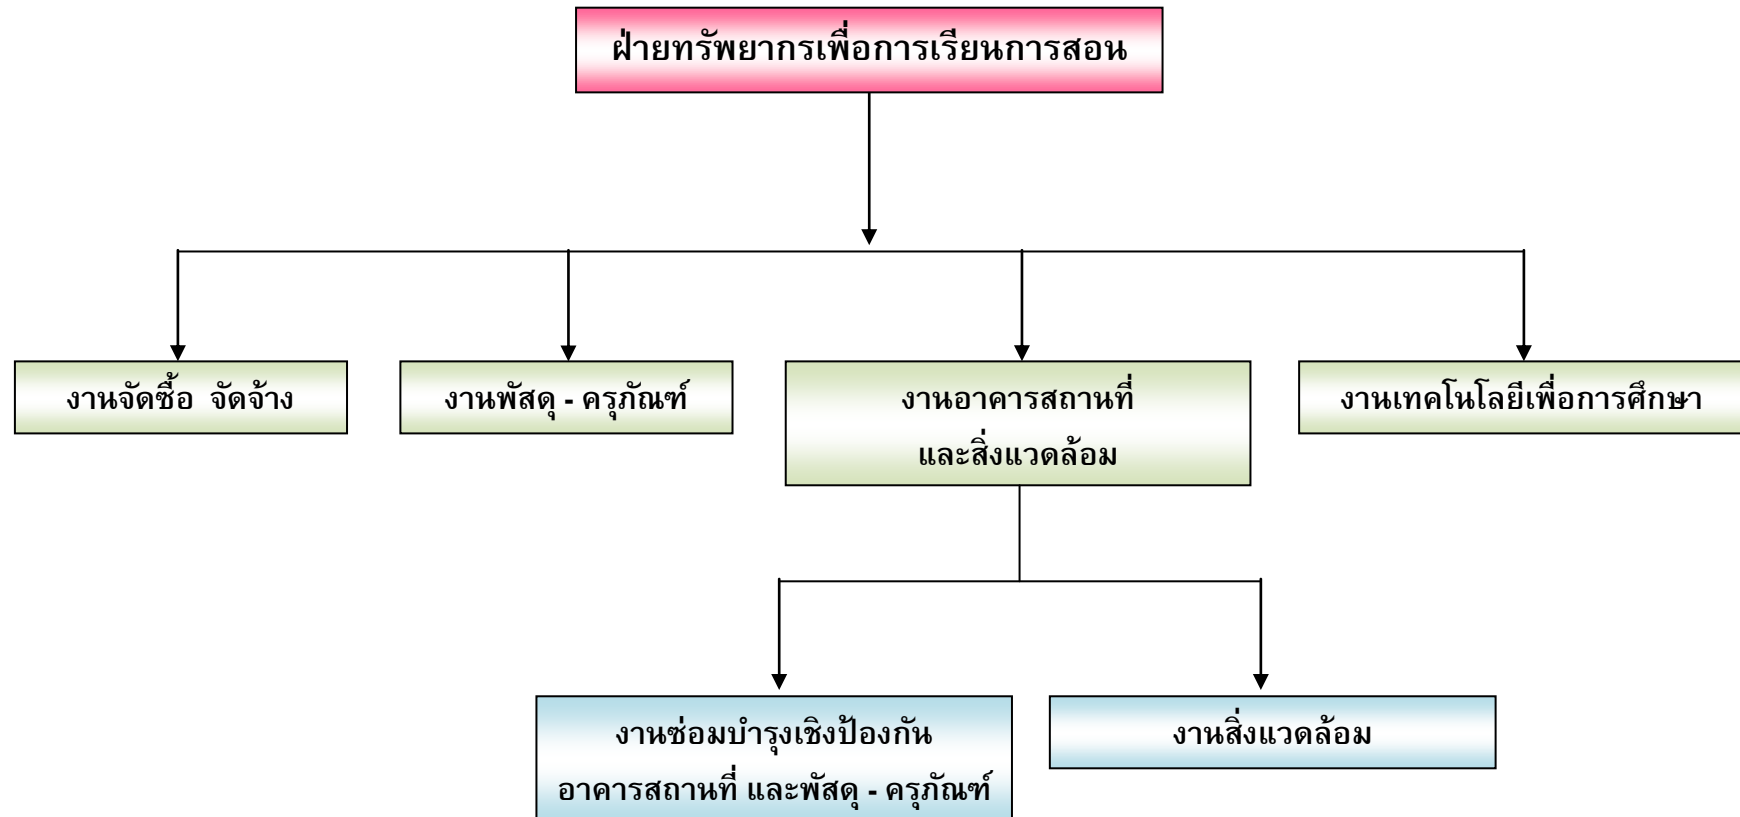 ฝ่ายทรัพยากรเพื่อการเรียนการสอน
งานจัดซื้อ จัดจ้าง
งานพัสดุ - ครุภัณฑ์
งานอาคารสถานที่
และสิ่งแวดล้อม
งานเทคโนโลยีเพื่อการศึกษา
งานซ่อมบำรุงเชิงป้องกัน
อาคารสถานที่ และพัสดุ - ครุภัณฑ์
งานสิ่งแวดล้อม